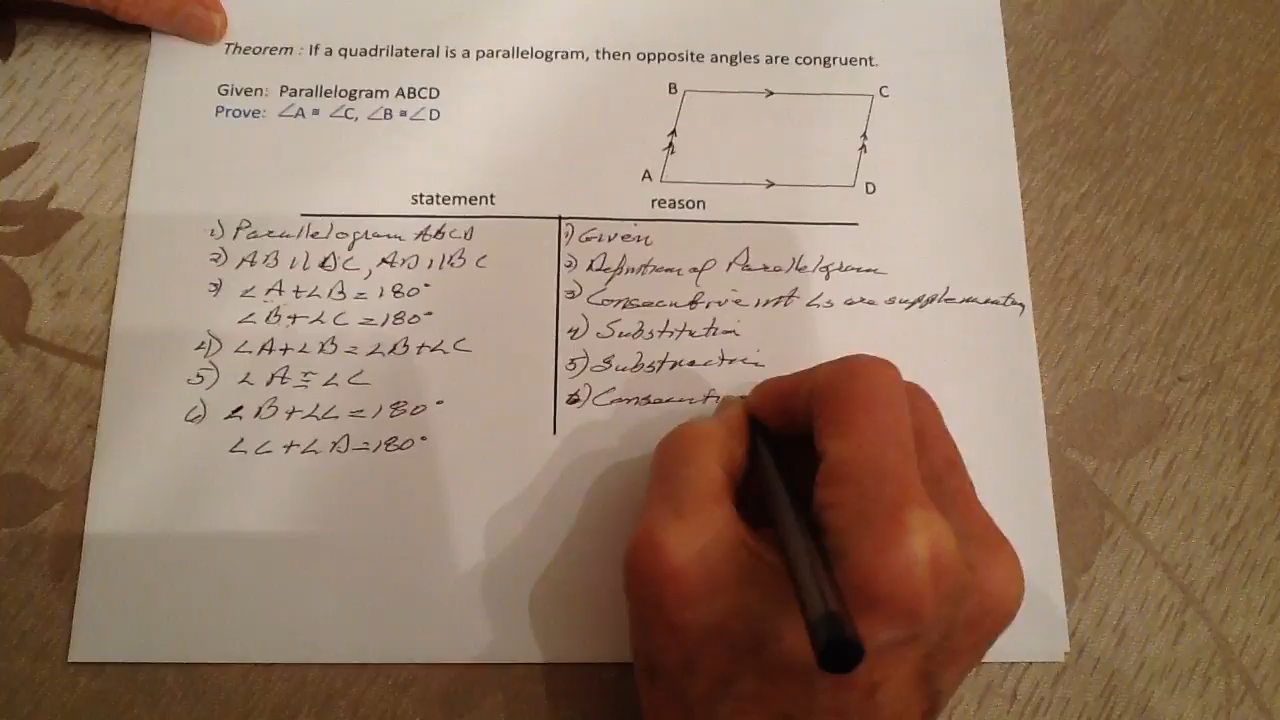 Theorem : If a quadrilateral is a parallelogram, then opposite angles are congruent.
Given: Parallelogram ABCD
Prove: ∠A ≅ ∠C, ∠B ≅ ∠D
B
C
A
D
statement
reason
1) Parallelogram ABCD
1) Given
2) AB || DC, AD || BC
2) Definition of Parallelogram
3) ∠A + ∠B = 180°
∠B + ∠C = 180°
3) Consecutive int ∠s are supplementary
4) ∠A + ∠B = ∠B + ∠C
4) Substitution
5) ∠A ≅ ∠C
5) Substraction
6) ∠B + ∠C = 180°
∠C + ∠D = 180°
6) Consecuti